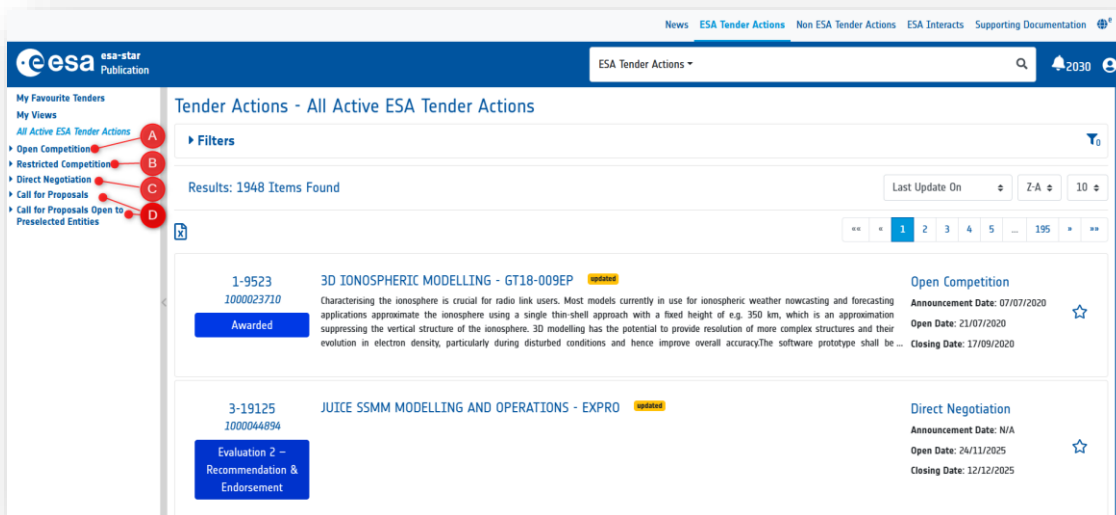 News ESA Tender Actions Non ESA Tender Actions ESA Interacts Supporting Documentation
esa esa-star
Publication
ESA Tender Actions
2030
My Favourite Tenders
My Views
All Active ESA Tender Actions
Open Competition
Restricted Competition
Direct Negotiation
Call for Proposals
Call for Proposals Open to
Preselected Entities
A
B
C
D
Tender Actions - All Active ESA Tender Actions
Filters
0
Results: 1948 Items Found
Last Update On Z-A 10
«« « 1 2 3 4 5 ... 195 » »»
1-9523
1000023710
Awarded
3D IONOSPHERIC MODELLING - GT18-009EP updated
Characterising the ionosphere is crucial for radio link users. Most models currently in use for ionospheric weather nowcasting and forecasting
applications approximate the ionosphere using a single thin-shell approach with a fixed height of e.g. 350 km, which is an approximation
suppressing the vertical structure of the ionosphere. 3D modelling has the potential to provide resolution of more complex structures and their
evolution in electron density, particularly during disturbed conditions and hence improve overall accuracy.The software prototype shall be ...
Open Competition
Announcement Date: 07/07/2020
Open Date: 21/07/2020
Closing Date: 17/09/2020
3-19125
1000044894
Evaluation 2 –
Recommendation &
Endorsement
JUICE SSMM MODELLING AND OPERATIONS - EXPRO updated
Direct Negotiation
Announcement Date: N/A
Open Date: 24/11/2025
Closing Date: 12/12/2025